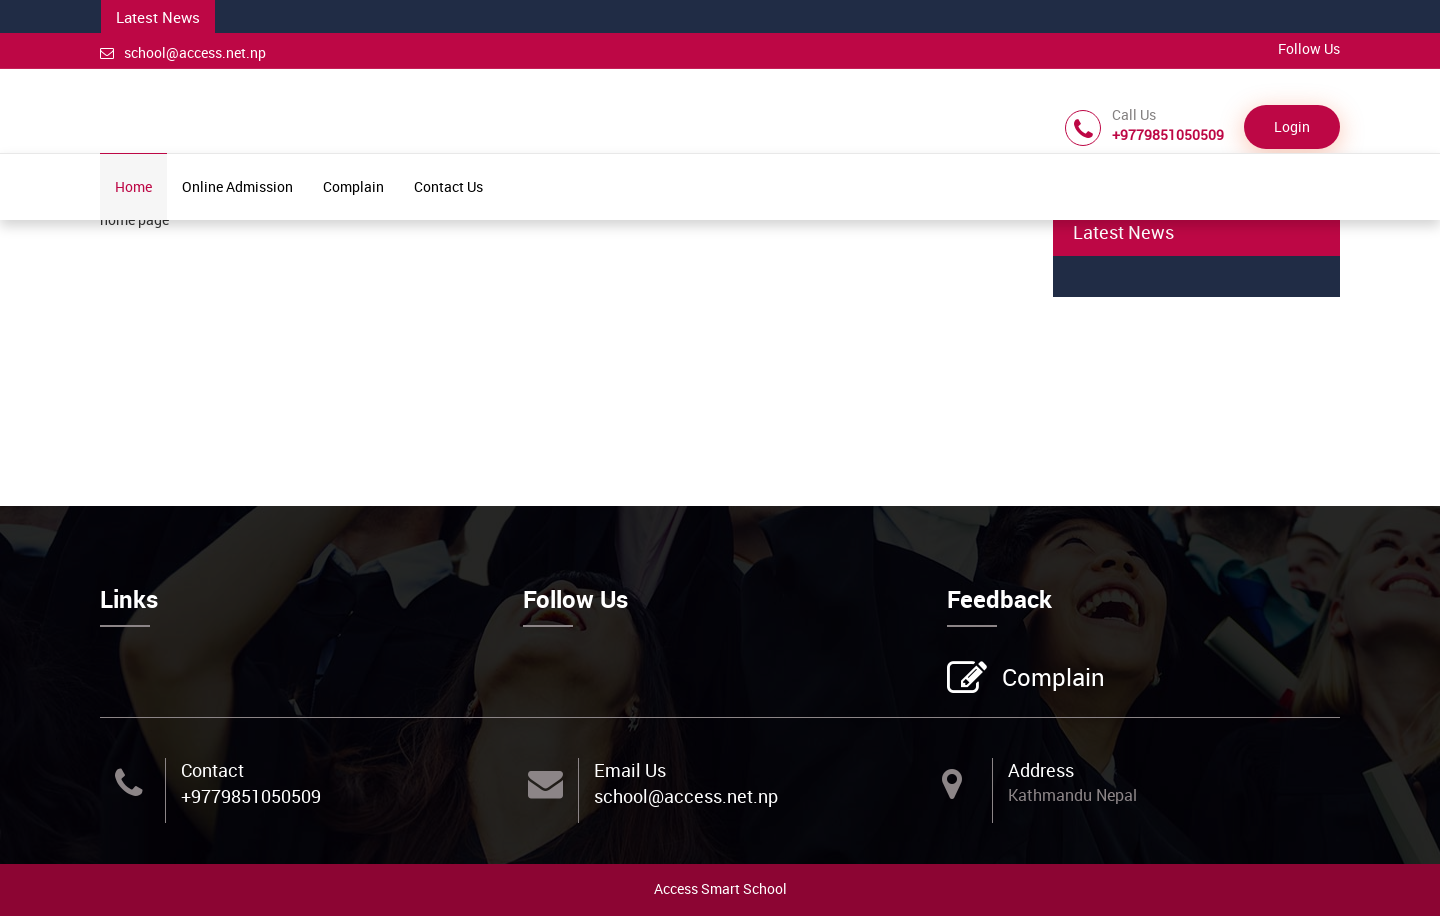 Latest News
school@access.net.np
Follow Us
Call Us
+9779851050509
Login
Home
Online Admission
Complain
Contact Us
home page
Latest News
Links
Follow Us
Feedback
Complain
Contact
+9779851050509
Email Us
school@access.net.np
Address
Kathmandu Nepal
Access Smart School